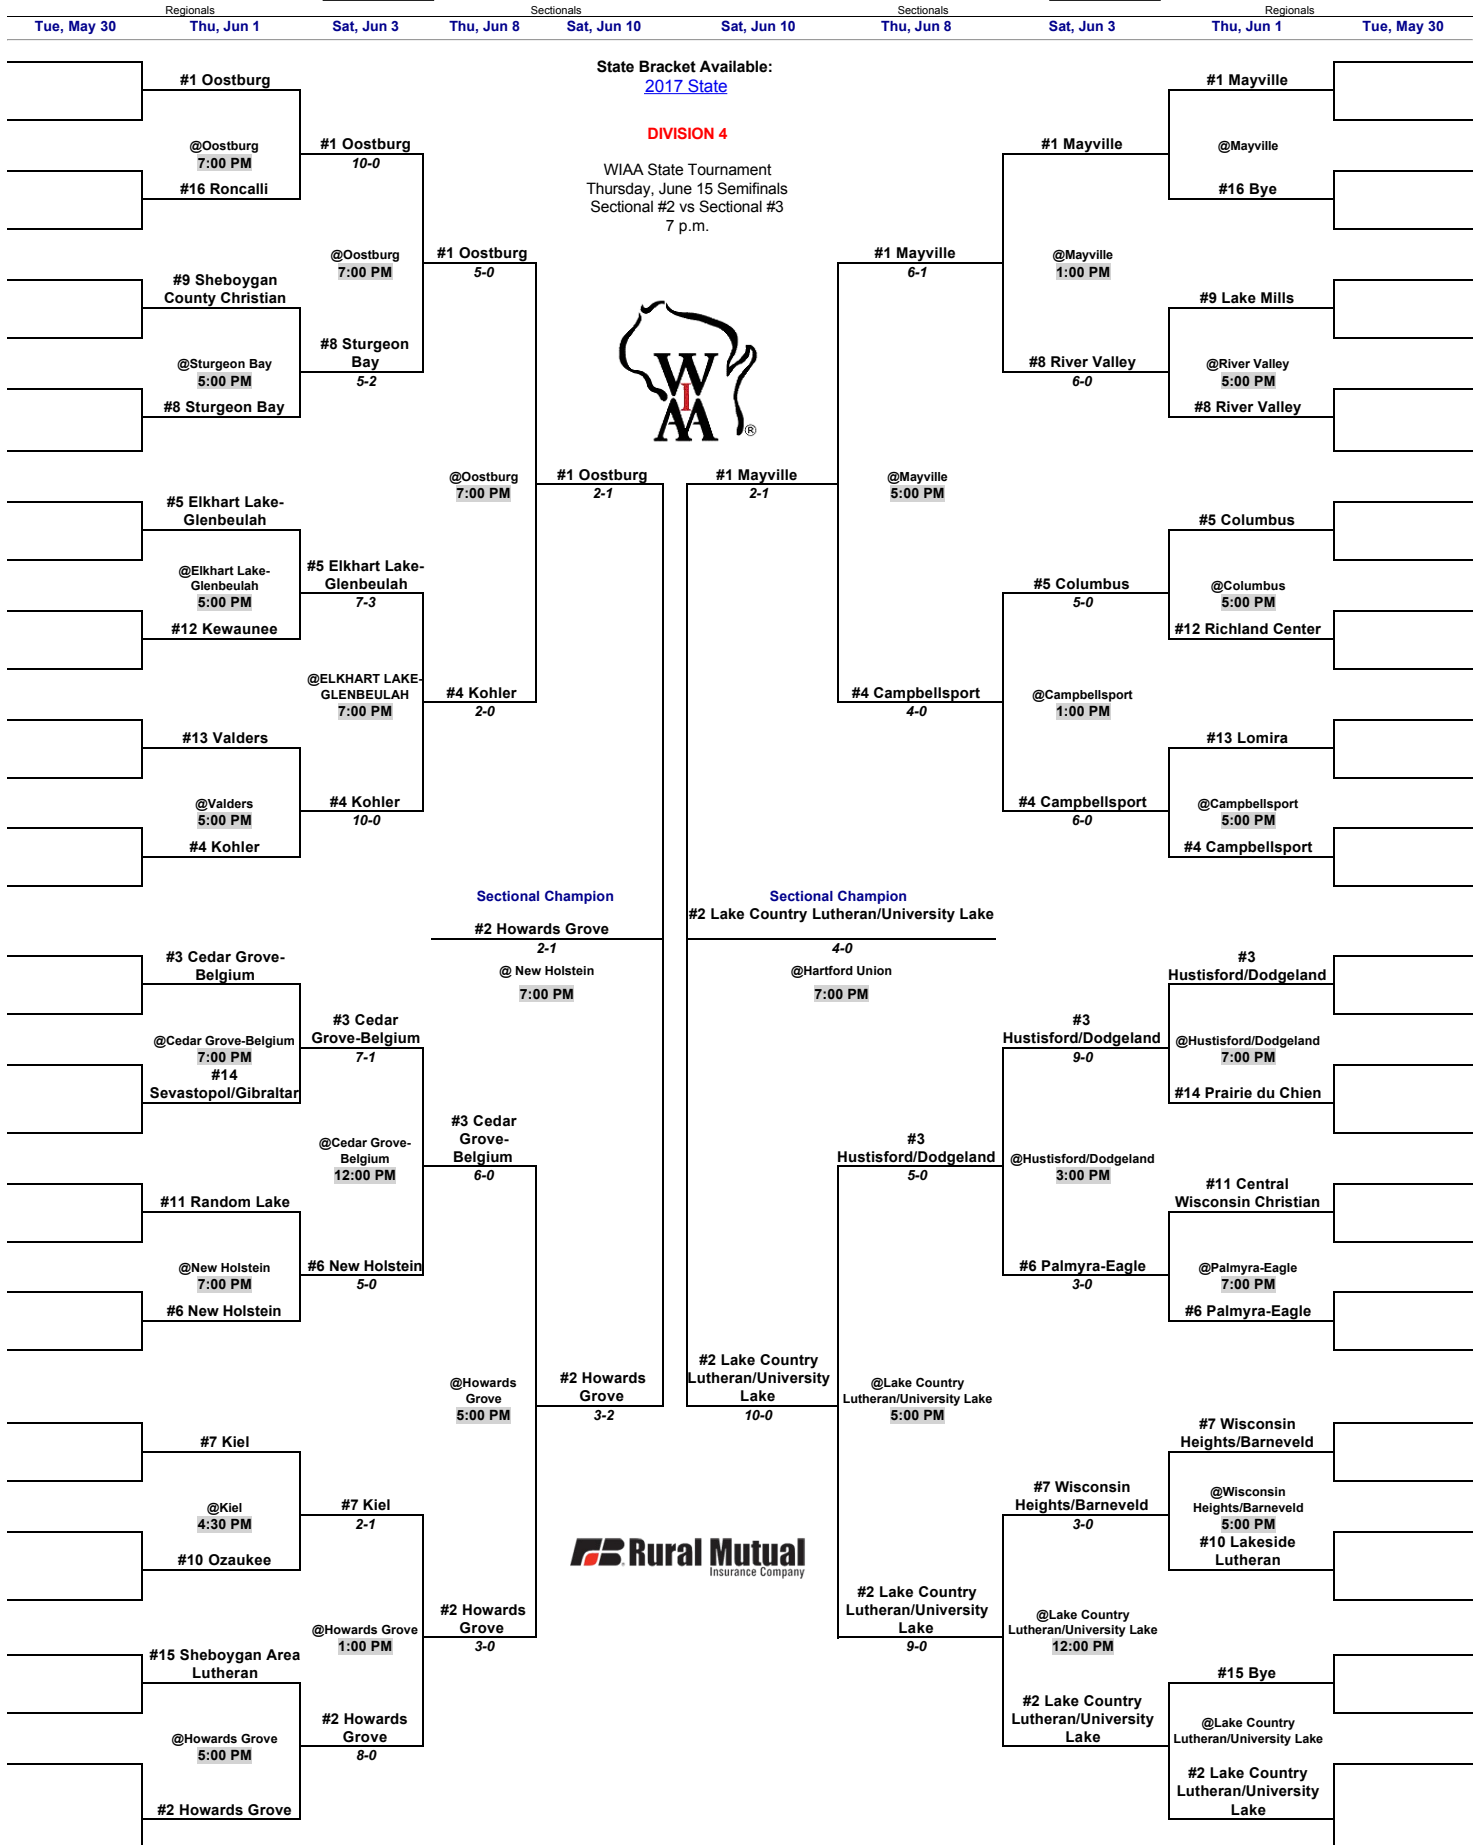 Regionals
Sectionals
Sectionals
Regionals
Tue, May 30
Thu, Jun 1
Sat, Jun 3
Thu, Jun 8
Sat, Jun 10
Sat, Jun 10
Thu, Jun 8
Sat, Jun 3
Thu, Jun 1
Tue, May 30
State Bracket Available:
2017 State
DIVISION 4
WIAA State Tournament
Thursday, June 15 Semifinals
Sectional #2 vs Sectional #3
7 p.m.
W
I
AA
®
#1 Oostburg
@Oostburg
7:00 PM
#16 Roncalli
#9 Sheboygan
County Christian
@Sturgeon Bay
5:00 PM
#8 Sturgeon Bay
#5 Elkhart Lake-
Glenbeulah
@Elkhart Lake-
Glenbeulah
5:00 PM
#12 Kewaunee
#13 Valders
@Valders
5:00 PM
#4 Kohler
#3 Cedar Grove-
Belgium
@Cedar Grove-Belgium
7:00 PM
#14
Sevastopol/Gibraltar
#11 Random Lake
@New Holstein
7:00 PM
#6 New Holstein
#7 Kiel
@Kiel
4:30 PM
#10 Ozaukee
#15 Sheboygan Area
Lutheran
@Howards Grove
5:00 PM
#2 Howards Grove
#1 Oostburg
10-0
@Oostburg
7:00 PM
#8 Sturgeon
Bay
5-2
#5 Elkhart Lake-
Glenbeulah
7-3
@ELKHART LAKE-
GLENBEULAH
7:00 PM
#4 Kohler
10-0
#3 Cedar
Grove-Belgium
7-1
@Cedar Grove-
Belgium
12:00 PM
#6 New Holstein
5-0
#7 Kiel
2-1
@Howards Grove
1:00 PM
#2 Howards
Grove
8-0
#1 Oostburg
5-0
@Oostburg
7:00 PM
#4 Kohler
2-0
#3 Cedar
Grove-
Belgium
6-0
@Howards
Grove
5:00 PM
#2 Howards
Grove
3-0
#1 Oostburg
2-1
Sectional Champion
#2 Howards Grove
2-1
@ New Holstein
7:00 PM
#2 Howards
Grove
3-2
#1 Mayville
2-1
Sectional Champion
#2 Lake Country Lutheran/University Lake
4-0
@Hartford Union
7:00 PM
#2 Lake Country
Lutheran/University
Lake
10-0
#1 Mayville
6-1
@Mayville
5:00 PM
#4 Campbellsport
4-0
#3
Hustisford/Dodgeland
5-0
@Lake Country
Lutheran/University Lake
5:00 PM
#2 Lake Country
Lutheran/University
Lake
9-0
#1 Mayville
@Mayville
1:00 PM
#8 River Valley
6-0
#5 Columbus
5-0
@Campbellsport
1:00 PM
#4 Campbellsport
6-0
#3
Hustisford/Dodgeland
9-0
@Hustisford/Dodgeland
3:00 PM
#6 Palmyra-Eagle
3-0
#7 Wisconsin
Heights/Barneveld
3-0
@Lake Country
Lutheran/University Lake
12:00 PM
#2 Lake Country
Lutheran/University
Lake
#1 Mayville
@Mayville
#16 Bye
#9 Lake Mills
@River Valley
5:00 PM
#8 River Valley
#5 Columbus
@Columbus
5:00 PM
#12 Richland Center
#13 Lomira
@Campbellsport
5:00 PM
#4 Campbellsport
#3
Hustisford/Dodgeland
@Hustisford/Dodgeland
7:00 PM
#14 Prairie du Chien
#11 Central
Wisconsin Christian
@Palmyra-Eagle
7:00 PM
#6 Palmyra-Eagle
#7 Wisconsin
Heights/Barneveld
@Wisconsin
Heights/Barneveld
5:00 PM
#10 Lakeside
Lutheran
#15 Bye
@Lake Country
Lutheran/University Lake
#2 Lake Country
Lutheran/University
Lake
Rural Mutual
Insurance Company